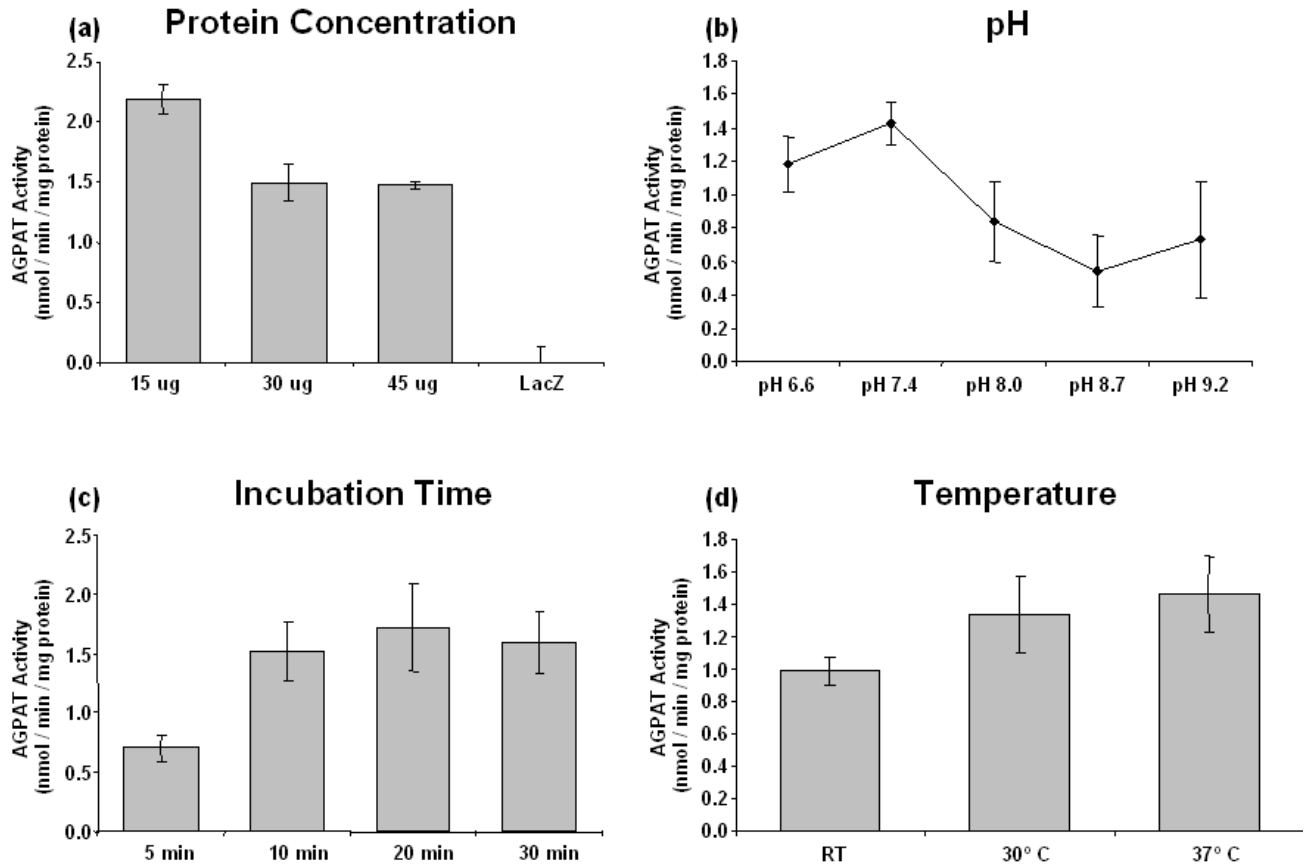 (a) Protein Concentration
AGPAT Activity
(nmol / min / mg protein)
2.5
2.0
1.5
1.0
0.5
0.0
15 ug 30 ug 45 ug LacZ
(b) pH
AGPAT Activity
(nmol / min / mg protein)
1.8
1.6
1.4
1.2
1.0
0.8
0.6
0.4
0.2
0.0
pH 6.6 pH 7.4 pH 8.0 pH 8.7 pH 9.2
(c) Incubation Time
AGPAT Activity
(nmol / min / mg protein)
2.5
2.0
1.5
1.0
0.5
0.0
5 min 10 min 20 min 30 min
(d) Temperature
AGPAT Activity
(nmol / min / mg protein)
1.8
1.6
1.4
1.2
1.0
0.8
0.6
0.4
0.2
0.0
RT 30° C 37° C